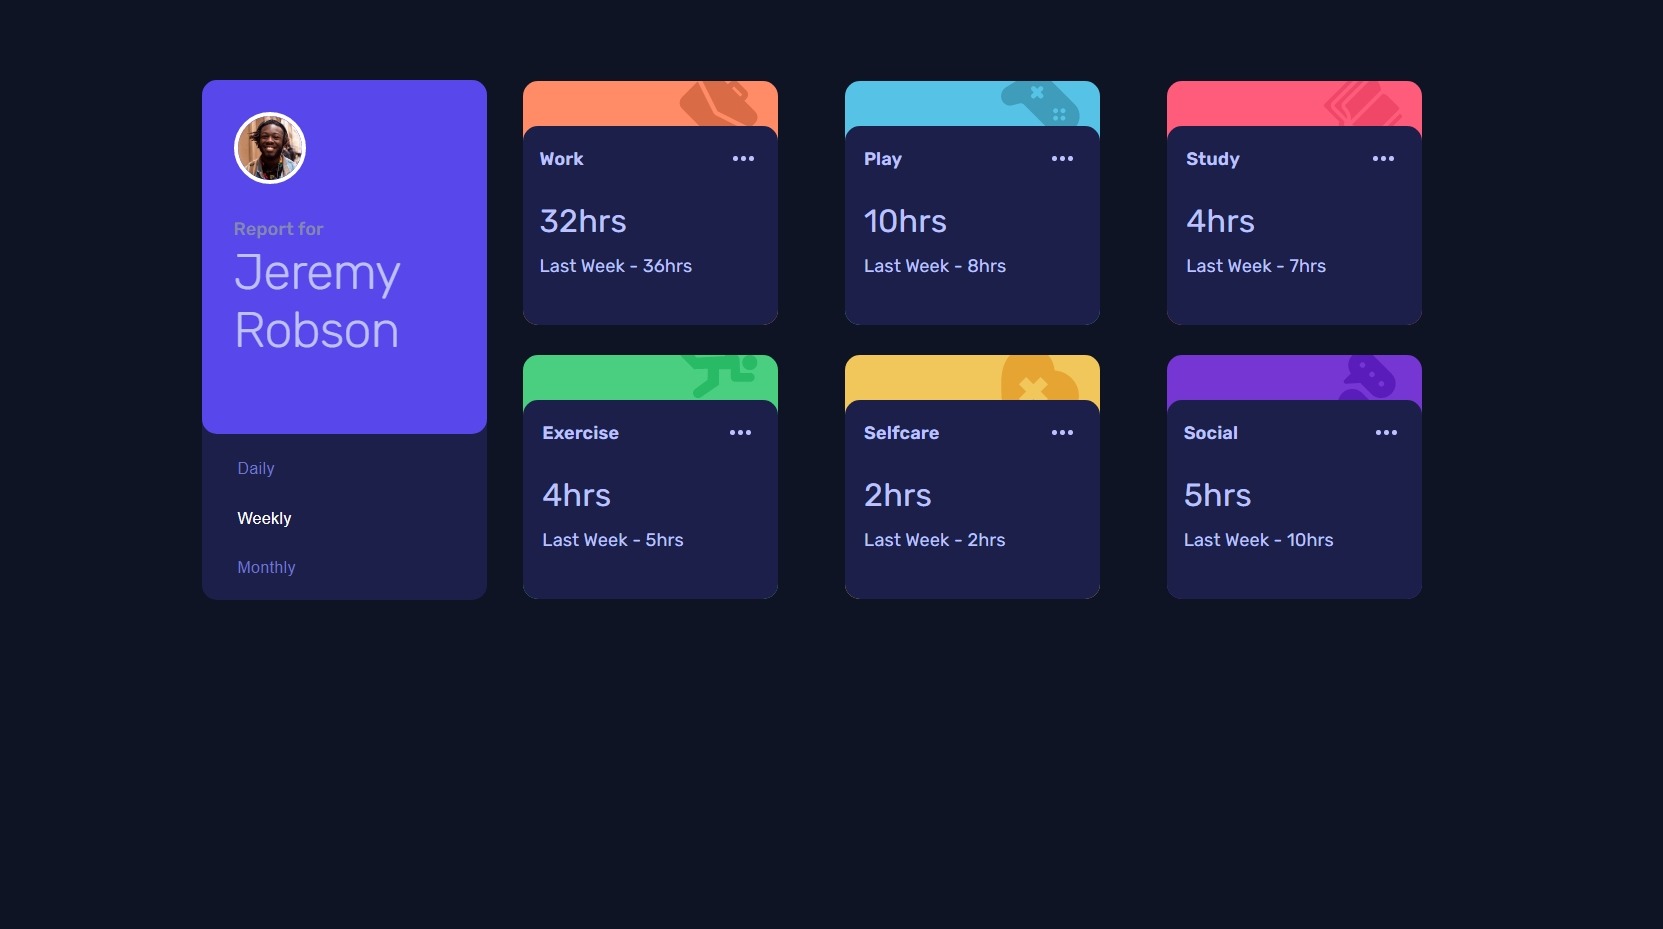 Report for
Jeremy
Robson
Daily
Weekly
Monthly
Work
32hrs
Last Week - 36hrs
Play
10hrs
Last Week - 8hrs
Study
4hrs
Last Week - 7hrs
Exercise
4hrs
Last Week - 5hrs
Selfcare
2hrs
Last Week - 2hrs
Social
5hrs
Last Week - 10hrs